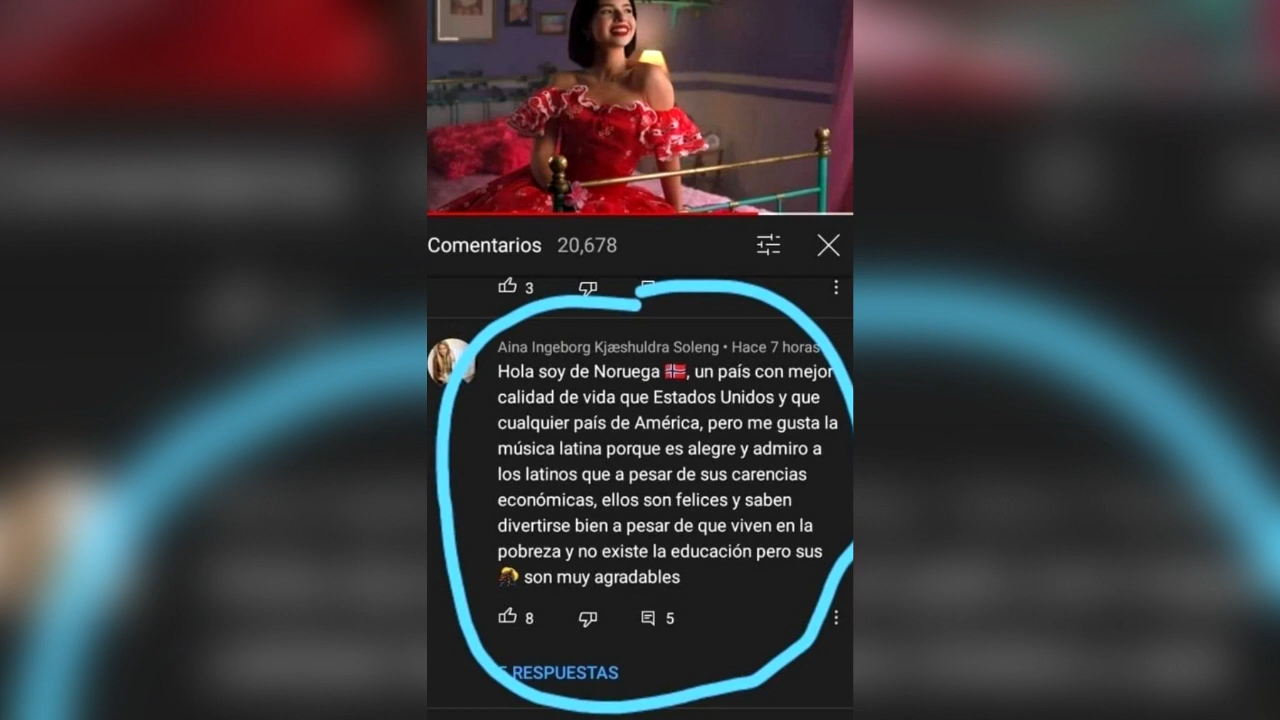 Comentarios 20,678
3
Aina Ingeborg Kjæshuldra Soleng • Hace 7 horas
Hola soy de Noruega 🇳🇴, un país con mejor
calidad de vida que Estados Unidos y que
cualquier país de América, pero me gusta la
música latina porque es alegre y admiro a
los latinos que a pesar de sus carencias
económicas, ellos son felices y saben
divertirse bien a pesar de que viven en la
pobreza y no existe la educación pero sus
son muy agradables
8 5
RESPUESTAS